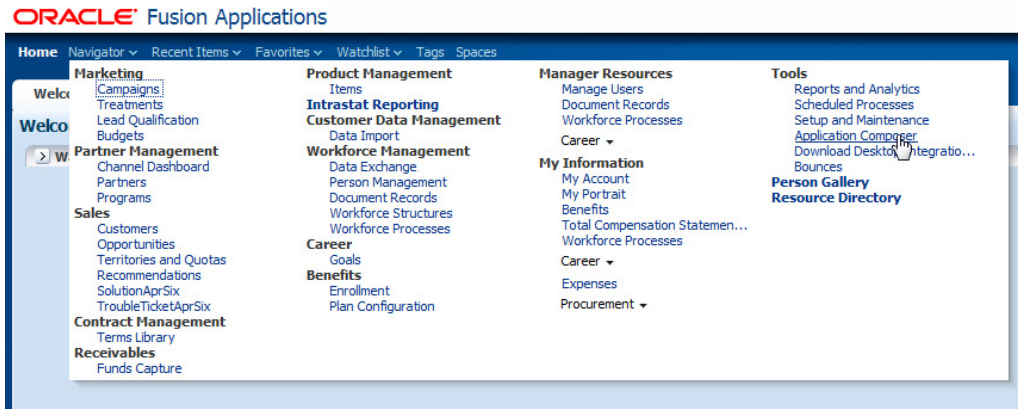 ORACLE Fusion Applications
Home Navigator Recent Items Favorites Watchlist Tags Spaces
Marketing
Campaigns
Treatments
Lead Qualification
Budgets
Partner Management
Channel Dashboard
Partners
Programs
Sales
Customers
Opportunities
Territories and Quotas
Recommendations
SolutionAprSix
TroubleTicketAprSix
Contract Management
Terms Library
Receivables
Funds Capture
Product Management
Items
Intrastat Reporting
Customer Data Management
Data Import
Workforce Management
Data Exchange
Person Management
Document Records
Workforce Structures
Workforce Processes
Career
Goals
Benefits
Enrollment
Plan Configuration
Manager Resources
Manage Users
Document Records
Workforce Processes
Career
My Information
My Account
My Portrait
Benefits
Total Compensation Statemen...
Workforce Processes
Career
Expenses
Procurement
Tools
Reports and Analytics
Scheduled Processes
Setup and Maintenance
Application Composer
Download Desktop Integratio...
Bounces
Person Gallery
Resource Directory
Welc
Welco
W